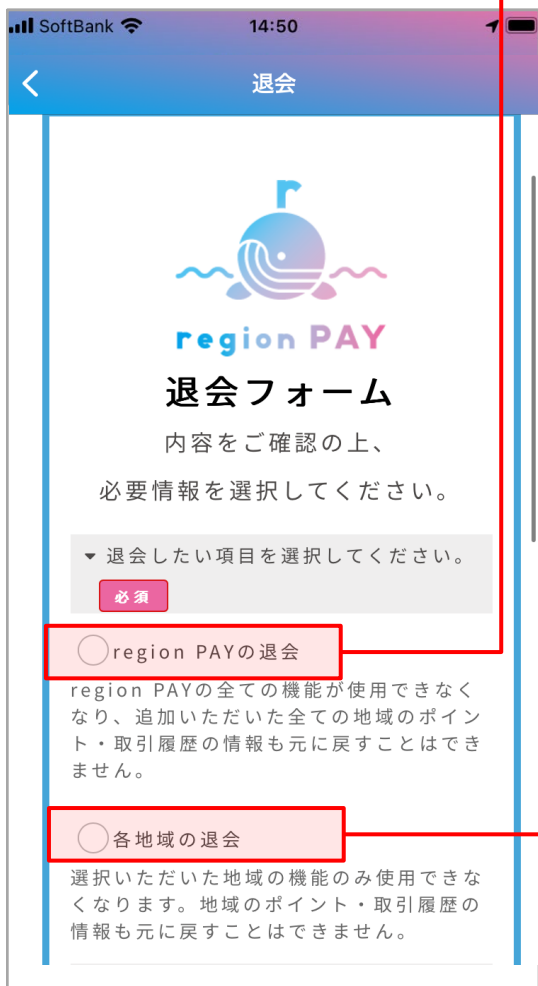 SoftBank 14:50
退会
r
region PAY
退会フォーム
内容をご確認の上、
必要情報を選択してください。
退会したい項目を選択してください。
必須
region PAYの退会
region PAYの全ての機能が使用できなく
なり、追加いただいた全ての地域のポイン
ト・取引履歴の情報も元に戻すことはでき
ません。
各地域の退会
選択いただいた地域の機能のみ使用できな
くなります。地域のポイント・取引履歴の
情報も元に戻すことはできません。